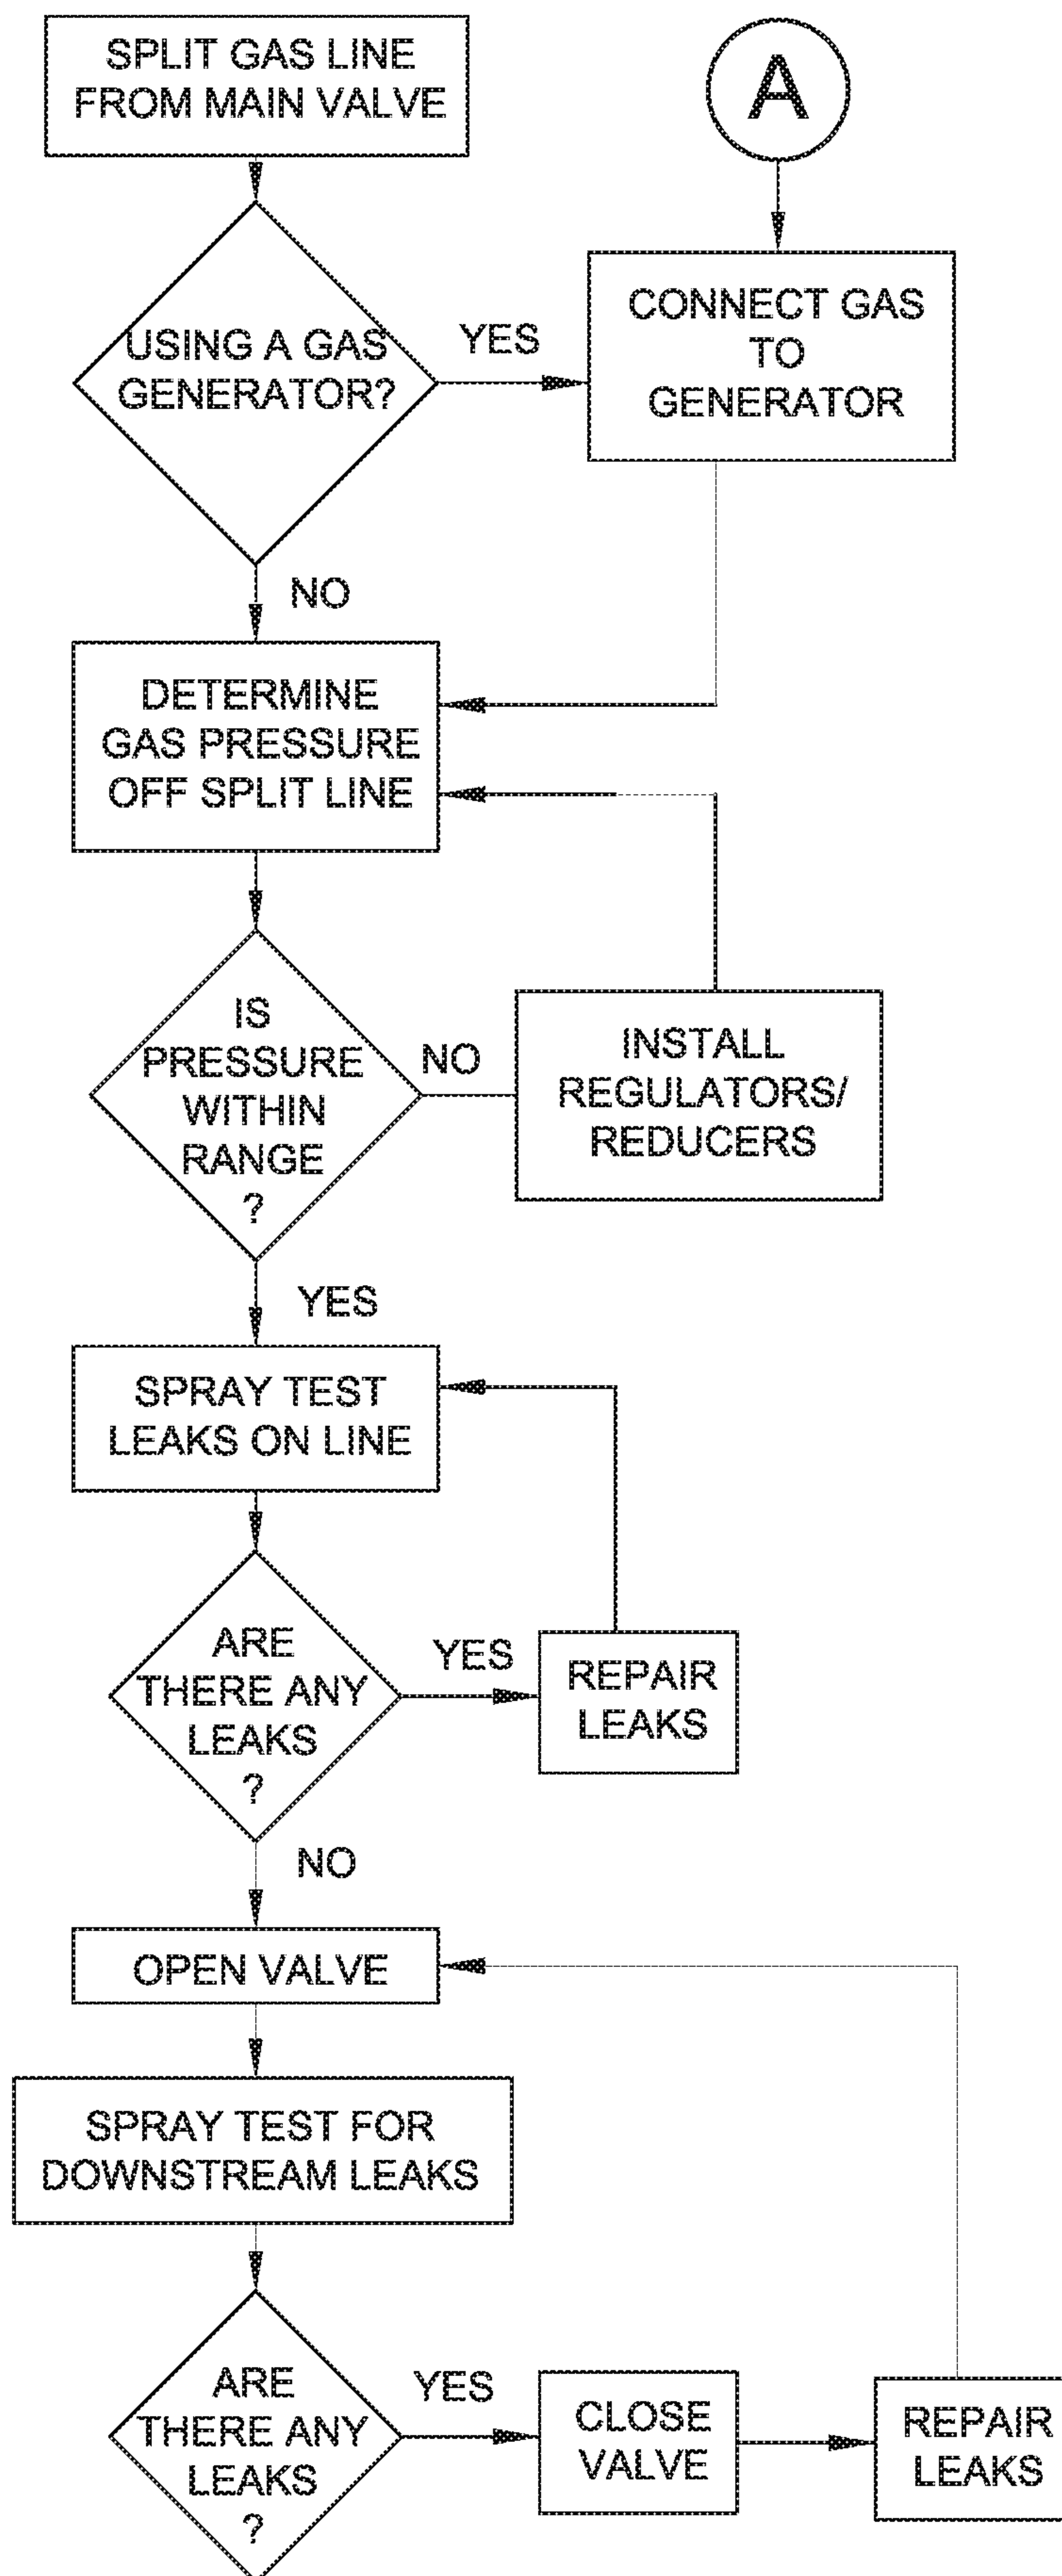 SPLIT GAS LINE
FROM MAIN VALVE
A
USING A GAS
GENERATOR?
YES
CONNECT GAS
TO
GENERATOR
NO
DETERMINE
GAS PRESSURE
OFF SPLIT LINE
IS
PRESSURE
WITHIN
RANGE
?
NO
INSTALL
REGULATORS/
REDUCERS
YES
SPRAY TEST
LEAKS ON LINE
ARE
THERE ANY
LEAKS
?
YES
REPAIR
LEAKS
NO
OPEN VALVE
SPRAY TEST FOR
DOWNSTREAM LEAKS
ARE
THERE ANY
LEAKS
?
YES
CLOSE
VALVE
REPAIR
LEAKS